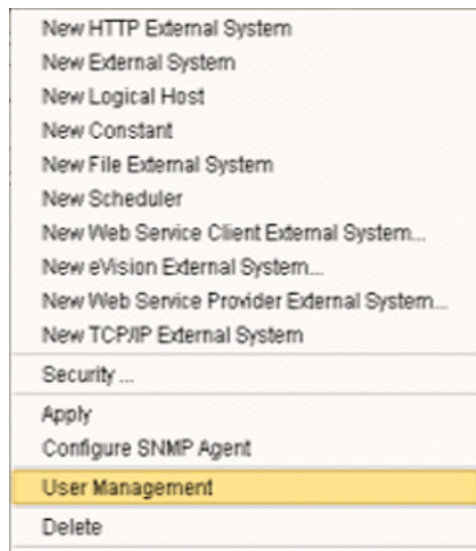 New HTTP External System
New External System
New Logical Host
New Constant
New File External System
New Scheduler
New Web Service Client External System...
New eVision External System...
New Web Service Provider External System...
New TCP/IP External System
Security ...
Apply
Configure SNMP Agent
User Management
Delete